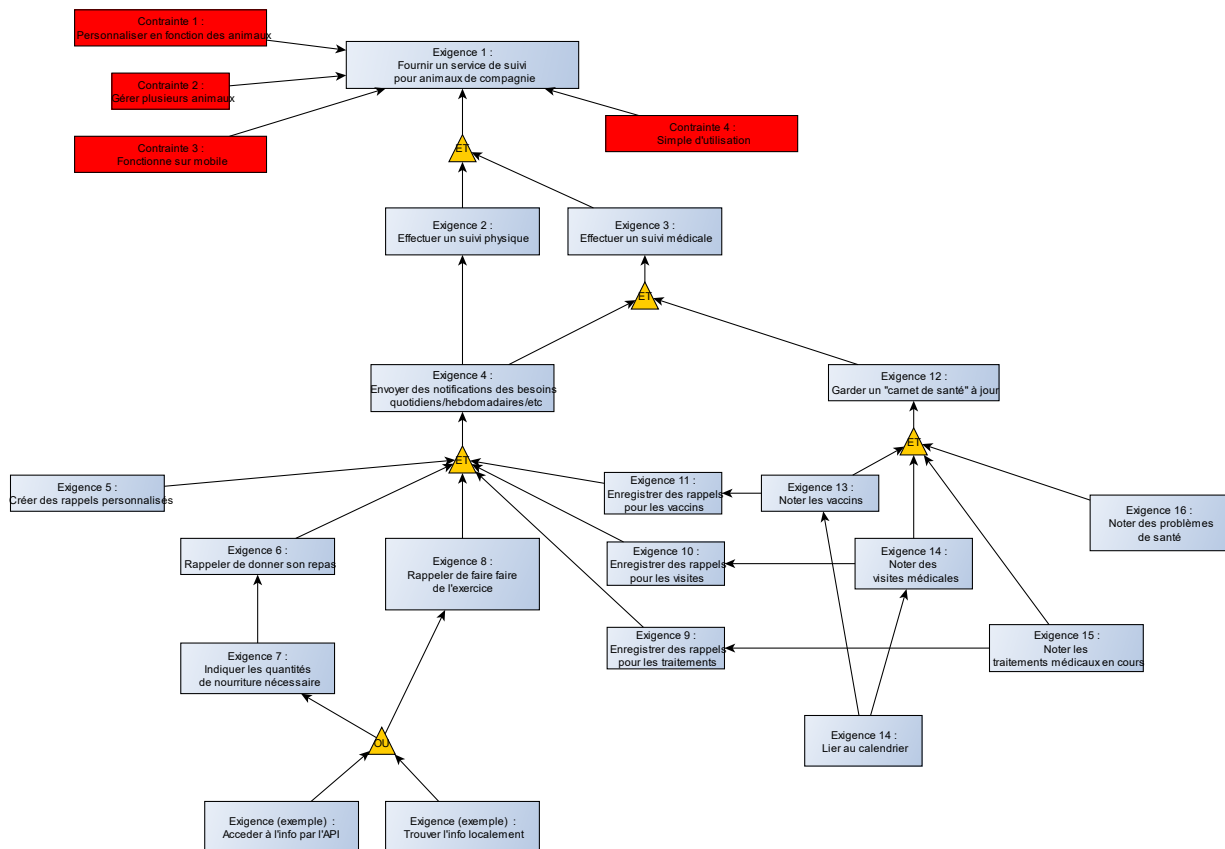 Contrainte 1 :
Personnaliser en fonction des animaux
Exigence 1 :
Fournir un service de suivi
pour animaux de compagnie
Contrainte 2 :
Gérer plusieurs animaux
Contrainte 3 :
Fonctionne sur mobile
Contrainte 4 :
Simple d'utilisation
ET
Exigence 2 :
Effectuer un suivi physique
Exigence 3 :
Effectuer un suivi médicale
ET
Exigence 4 :
Envoyer des notifications des besoins
quotidiens/hebdomadaires/etc
Exigence 12 :
Garder un "carnet de santé" à jour
ET
ET
Exigence 5 :
Créer des rappels personnalisés
Exigence 11 :
Enregistrer des rappels
pour les vaccins
Exigence 13 :
Noter les vaccins
Exigence 16 :
Noter des problèmes
de santé
Exigence 6 :
Rappeler de donner son repas
Exigence 8 :
Rappeler de faire faire
de l'exercice
Exigence 10 :
Enregistrer des rappels
pour les visites
Exigence 14 :
Noter des
visites médicales
Exigence 9 :
Enregistrer des rappels
pour les traitements
Exigence 15 :
Noter les
traitements médicaux en cours
Exigence 7 :
Indiquer les quantités
de nourriture nécessaire
Exigence 14 :
Lier au calendrier
OU
Exigence (exemple) :
Acceder à l'info par l'API
Exigence (exemple) :
Trouver l'info localement